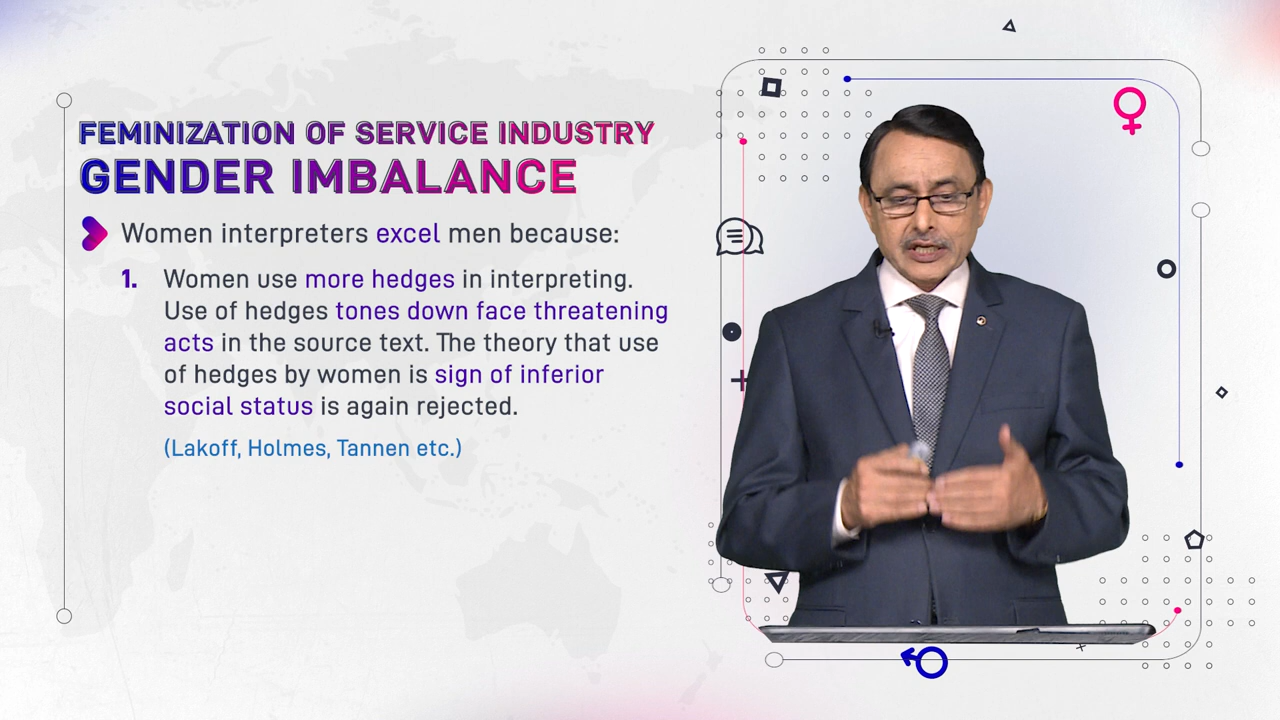 FEMINIZATION OF SERVICE INDUSTRY
GENDER IMBALANCE
Women interpreters excel men because:
1. Women use more hedges in interpreting.
Use of hedges tones down face threatening
acts in the source text. The theory that use
of hedges by women is sign of inferior
social status is again rejected.
(Lakoff, Holmes, Tannen etc.)